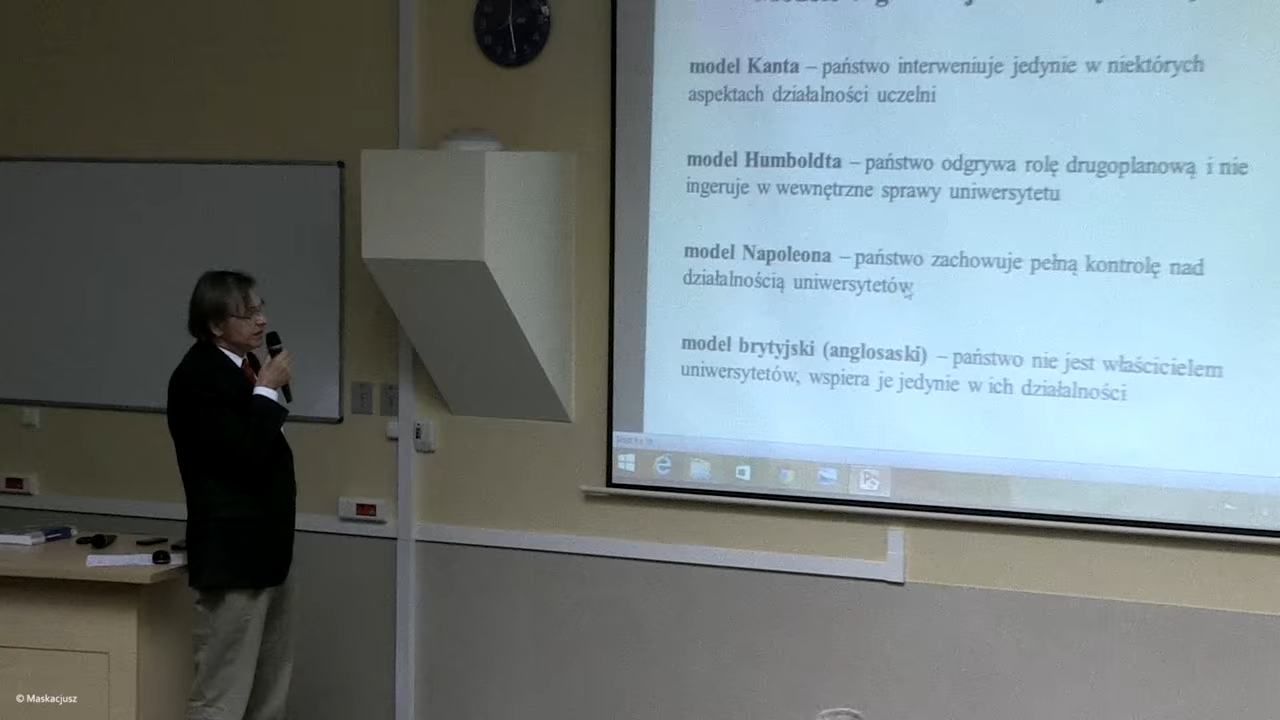 model Kanta – państwo interweniuje jedynie w niektórych
aspektach działalności uczelni
model Humboldta – państwo odgrywa rolę drugoplanową i nie
ingeruje w wewnętrzne sprawy uniwersytetu
model Napoleona – państwo zachowuje pełną kontrolę nad
działalnością uniwersytetów
model brytyjski (anglosaski) – państwo nie jest właścicielem
uniwersytetów, wspiera je jedynie w ich działalności
© Maskacjusz